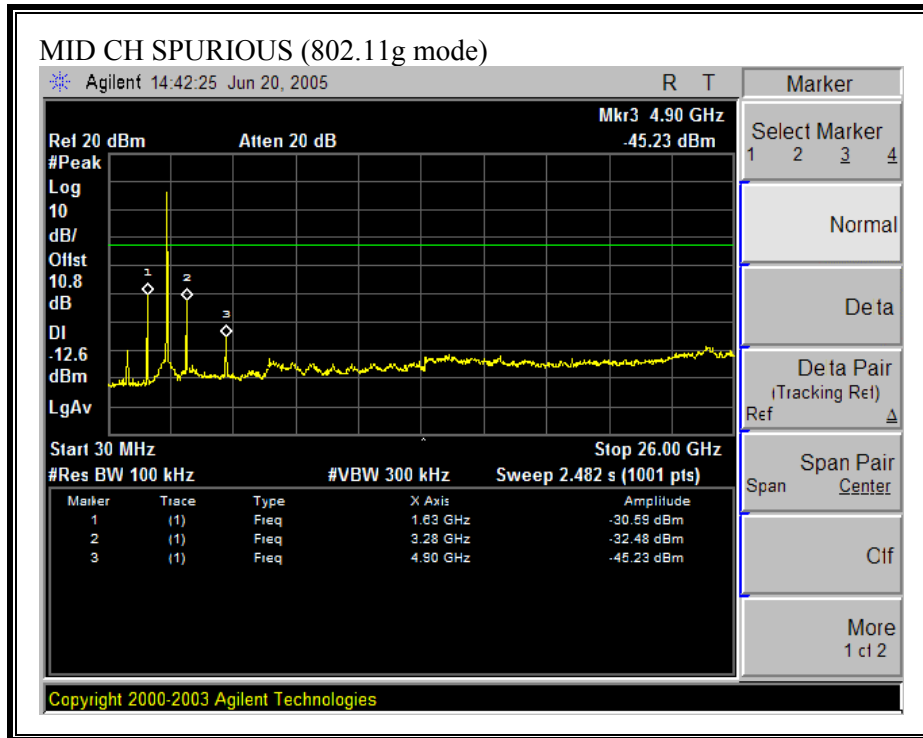 MID CH SPURIOUS (802.11g mode)
Agilent 14:42:25 Jun 20, 2005 R T
Mkr3 4.90 GHz
Ref 20 dBm Atten 20 dB -45.23 dBm
#Peak
Log
10
dB/
Offst
10.8
dB
DI
-12.6
dBm
LgAv
1
2
3
Start 30 MHz Stop 26.00 GHz
#Res BW 100 kHz #VBW 300 kHz Sweep 2.482 s (1001 pts)
Marker Trace Type X Axis Amplitude
1 (1) Freq 1.63 GHz -30.69 dBm
2 (1) Freq 3.28 GHz -32.48 dBm
3 (1) Freq 4.90 GHz -45.23 dBm
Copyright 2000-2003 Agilent Technologies
Marker
Select Marker
1 2 3 4
Normal
Delta
Delta Pair
(Tracking Ref)
Ref Δ
Span Pair
Span Center
Off
More
1 of 2